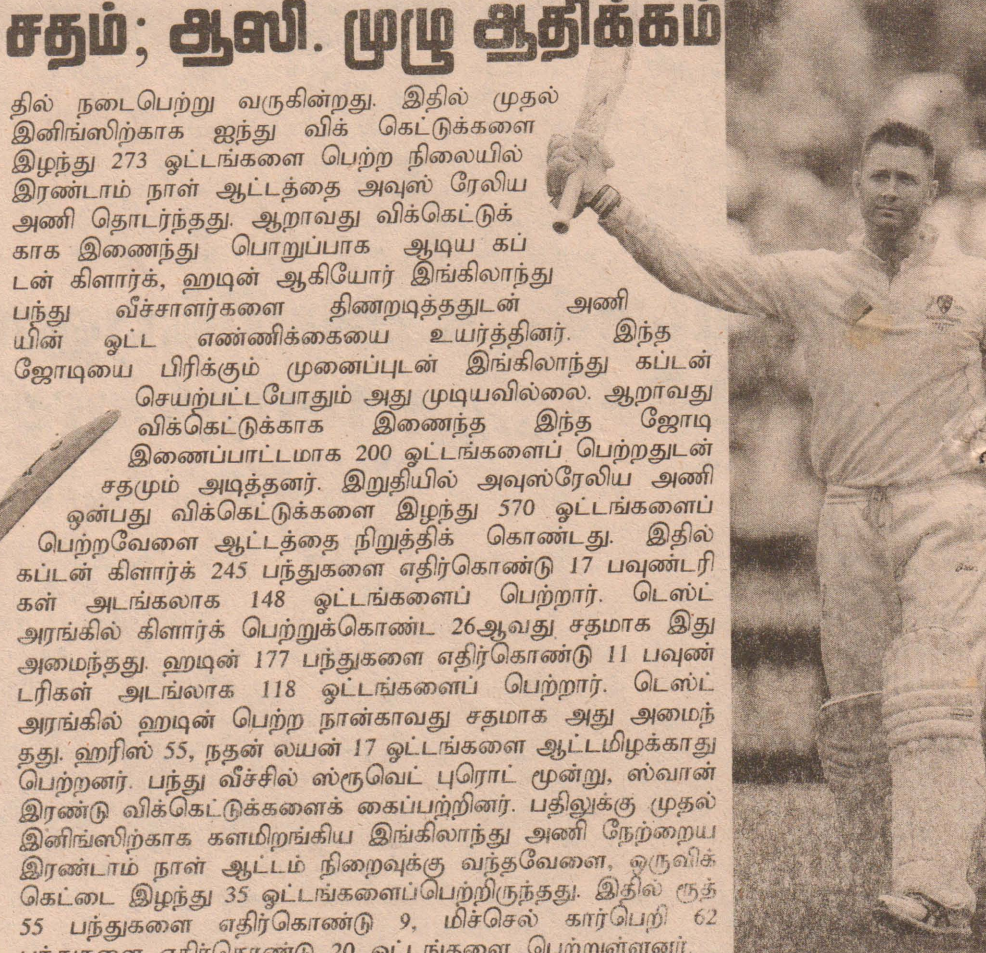 சதம்; ஆஸி. முழு ஆதிக்கம்
தில் நடைபெற்று வருகின்றது. இதில் முதல்
இனிங்ஸிற்காக ஐந்து விக் கெட்டுக்களை
இழந்து 273 ஓட்டங்களை பெற்ற நிலையில்
இரண்டாம் நாள் ஆட்டத்தை அவுஸ் ரேலிய
அணி தொடர்ந்தது. ஆறாவது விக்கெட்டுக்
காக இணைந்து பொறுப்பாக ஆடிய கப்
டன் கிளார்க், ஹடின் ஆகியோர் இங்கிலாந்து
பந்து வீச்சாளர்களை திணறடித்ததுடன் அணி
யின் ஓட்ட எண்ணிக்கையை உயர்த்தினர். இந்த
ஜோடியை பிரிக்கும் முனைப்புடன் இங்கிலாந்து கப்டன்
செயற்பட்டபோதும் அது முடியவில்லை. ஆறாவது
விக்கெட்டுக்காக இணைந்த இந்த ஜோடி
இணைப்பாட்டமாக 200 ஓட்டங்களைப் பெற்றதுடன்
சதமும் அடித்தனர். இறுதியில் அவுஸ்ரேலிய அணி
ஒன்பது விக்கெட்டுக்களை இழந்து 570 ஓட்டங்களைப்
பெற்றவேளை ஆட்டத்தை நிறுத்திக் கொண்டது. இதில்
கப்டன் கிளார்க் 245 பந்துகளை எதிர்கொண்டு 17 பவுண்டரி
கள் அடங்கலாக 148 ஓட்டங்களைப் பெற்றார். டெஸ்ட்
அரங்கில் கிளார்க் பெற்றுக்கொண்ட 26ஆவது சதமாக இது
அமைந்தது. ஹடின் 177 பந்துகளை எதிர்கொண்டு 11 பவுண்
டரிகள் அடங்லாக 118 ஓட்டங்களைப் பெற்றார். டெஸ்ட்
அரங்கில் ஹடின் பெற்ற நான்காவது சதமாக அது அமைந்
தது. ஹரிஸ் 55, நதன் லயன் 17 ஓட்டங்களை ஆட்டமிழக்காது
பெற்றனர். பந்து வீச்சில் ஸ்ரூவெட் புரொட் மூன்று, ஸ்வான்
இரண்டு விக்கெட்டுக்களைக் கைப்பற்றினர். பதிலுக்கு முதல்
இனிங்ஸிற்காக களமிறங்கிய இங்கிலாந்து அணி நேற்றைய
இரண்டாம் நாள் ஆட்டம் நிறைவுக்கு வந்தவேளை, ஒருவிக்
கெட்டை இழந்து 35 ஓட்டங்களைப்பெற்றிருந்தது. இதில் ரூத்
55 பந்துகளை எதிர்கொண்டு 9, மிச்செல் கார்பெறி 62
பந்துகளை எதிர்கொண்டு 20 ஓட்டங்களை பெற்றுள்ளனர்.